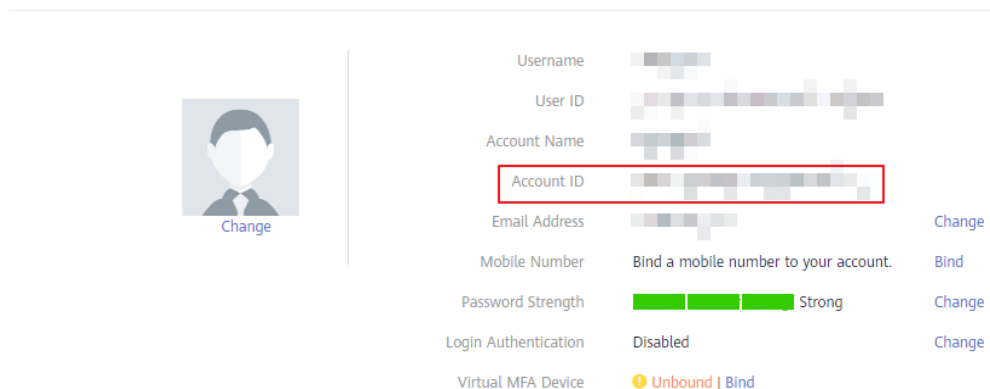 Username
User ID
Account Name
Account ID
Change
Email Address Change
Mobile Number Bind a mobile number to your account. Bind
Password Strength Strong Change
Login Authentication Disabled Change
Virtual MFA Device Unbound | Bind